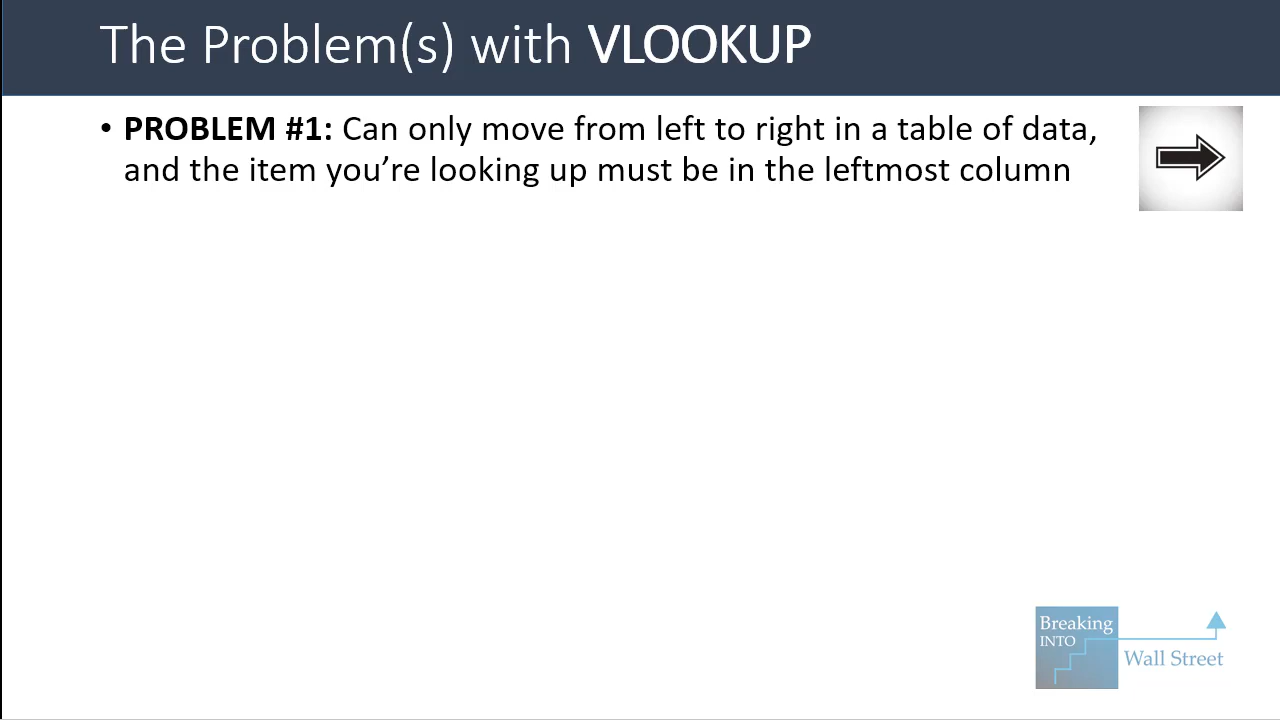 The Problem(s) with VLOOKUP
• PROBLEM #1: Can only move from left to right in a table of data,
and the item you’re looking up must be in the leftmost column
Breaking
INTO
Wall Street